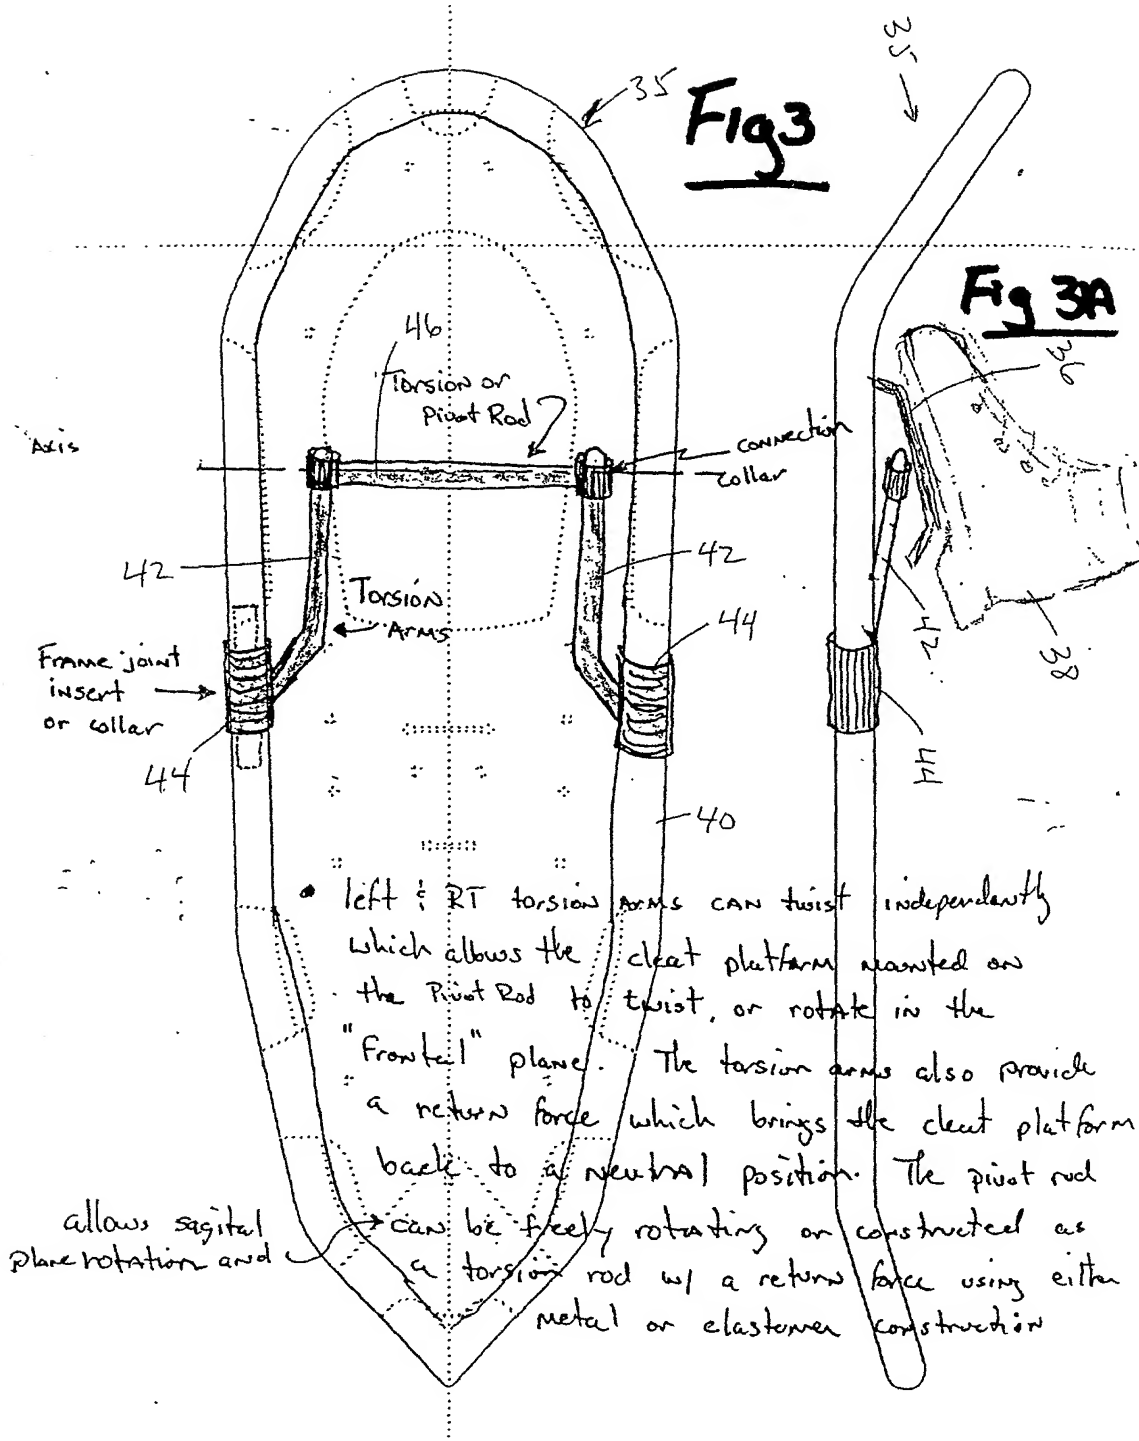 35
Fig3
35
Fig 3A
46
Torsion or
Pivot Rod
36
Axis
connection
collar
42
42
Torsion
Arms
44
42
38
Frame joint
insert
or collar
44
44
40
• left & RT torsion Arms CAN twist independently
which allows the cleat platform mounted on
the Pivot Rod to twist, or rotate in the
"Frontal" plane. The torsion arms also provide
a return force which brings the cleat platform
back to a neutral position. The pivot rod
allows sagital
plane rotation and
can be freely rotating or constructed as
a torsion rod w/ a return force using either
metal or elastomer construction